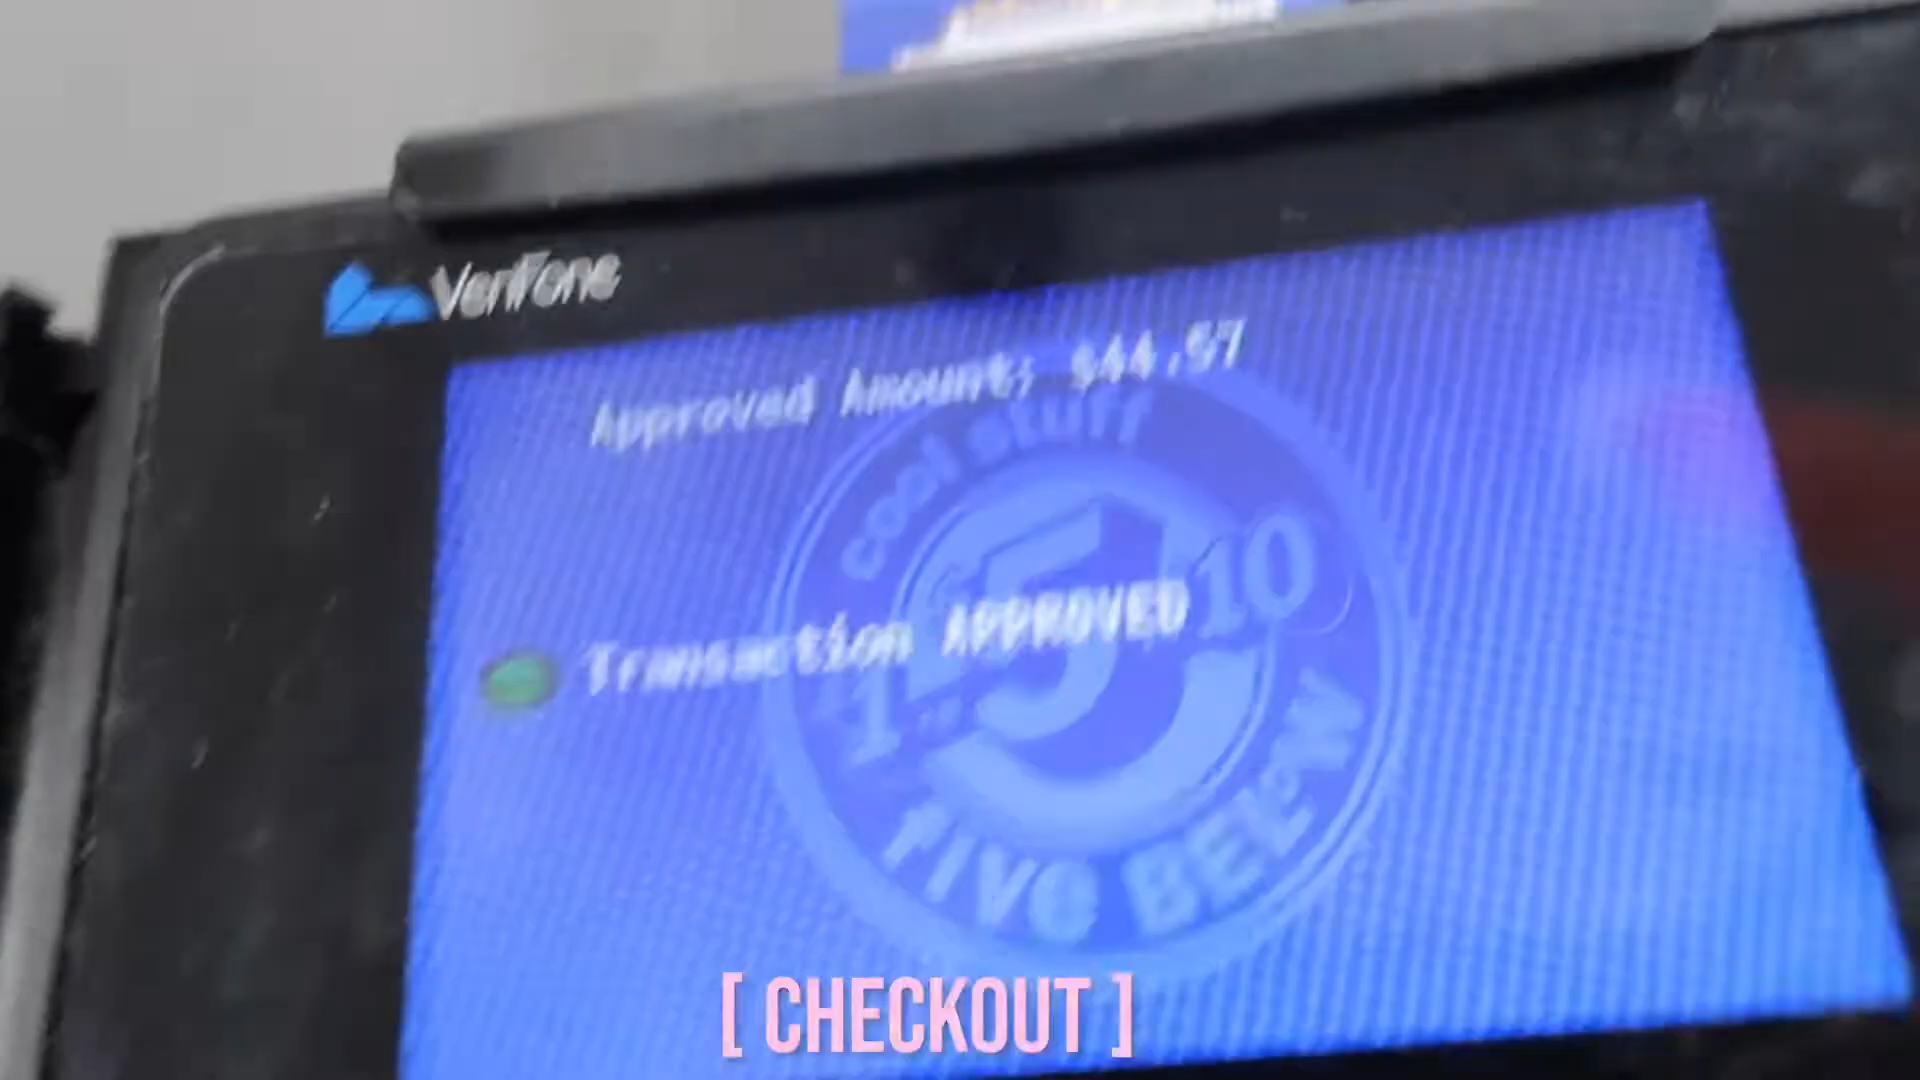 VeriFone
Approved Amount: $44.57
cool stuff
Transaction APPROVED
1
5
10
FIVE BELOW
[ CHECKOUT ]